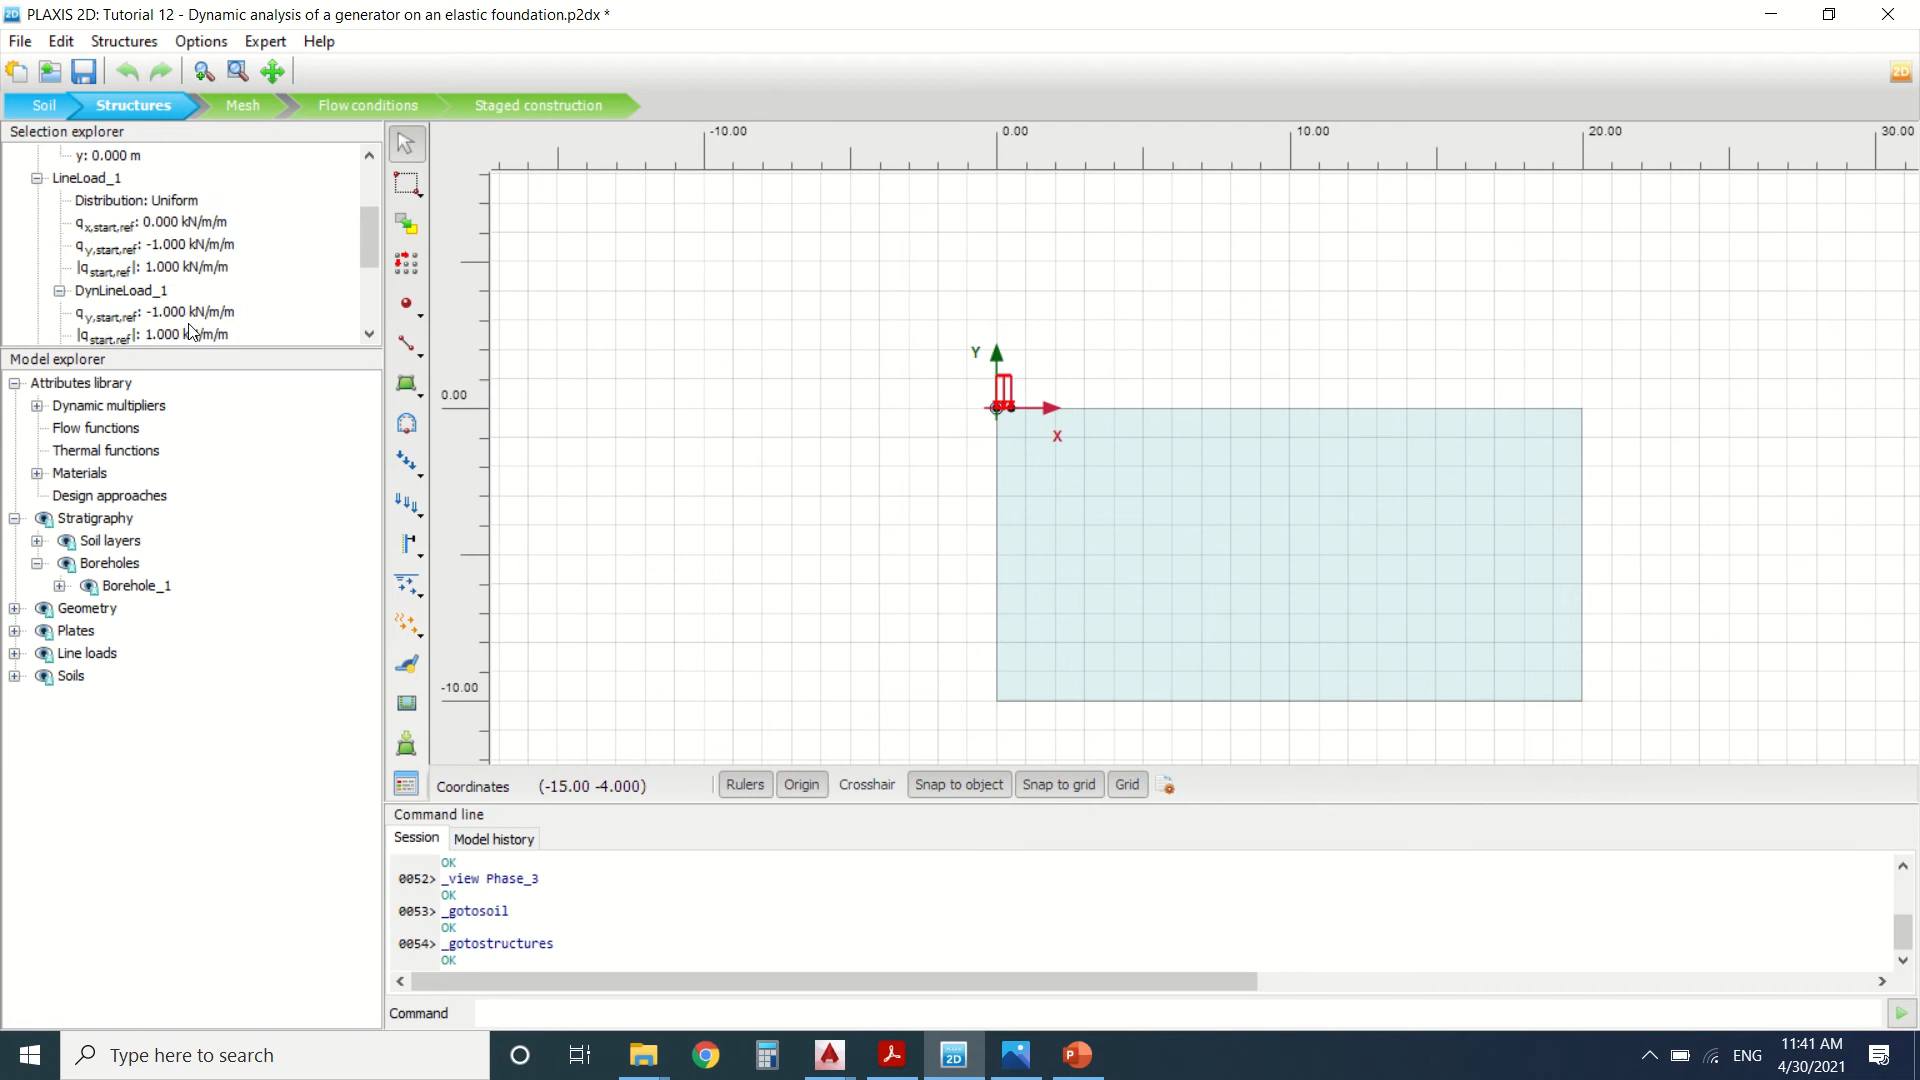 PLAXIS 2D: Tutorial 12 - Dynamic analysis of a generator on an elastic foundation.p2dx *
File Edit Structures Options Expert Help
2D
Soil Structures Mesh Flow conditions Staged construction
Selection explorer
y: 0.000 m
LineLoad_1
Distribution: Uniform
qx,start,ref: 0.000 kN/m/m
qy,start,ref: -1.000 kN/m/m
|qstart,ref|: 1.000 kN/m/m
DynLineLoad_1
qy,start,ref: -1.000 kN/m/m
|qstart,ref|: 1.000 kN/m/m
Model explorer
Attributes library
Dynamic multipliers
Flow functions
Thermal functions
Materials
Design approaches
Stratigraphy
Soil layers
Boreholes
Borehole_1
Geometry
Plates
Line loads
Soils
-10.00 0.00 10.00 20.00 30.00
Y
0.00
X
-10.00
Coordinates (-15.00 -4.000) Rulers Origin Crosshair Snap to object Snap to grid Grid
Command line
Session Model history
OK
0052> _view Phase_3
OK
0053> _gotosoil
OK
0054> _gotostructures
OK
Command
Type here to search
2D
ENG
11:41 AM
4/30/2021